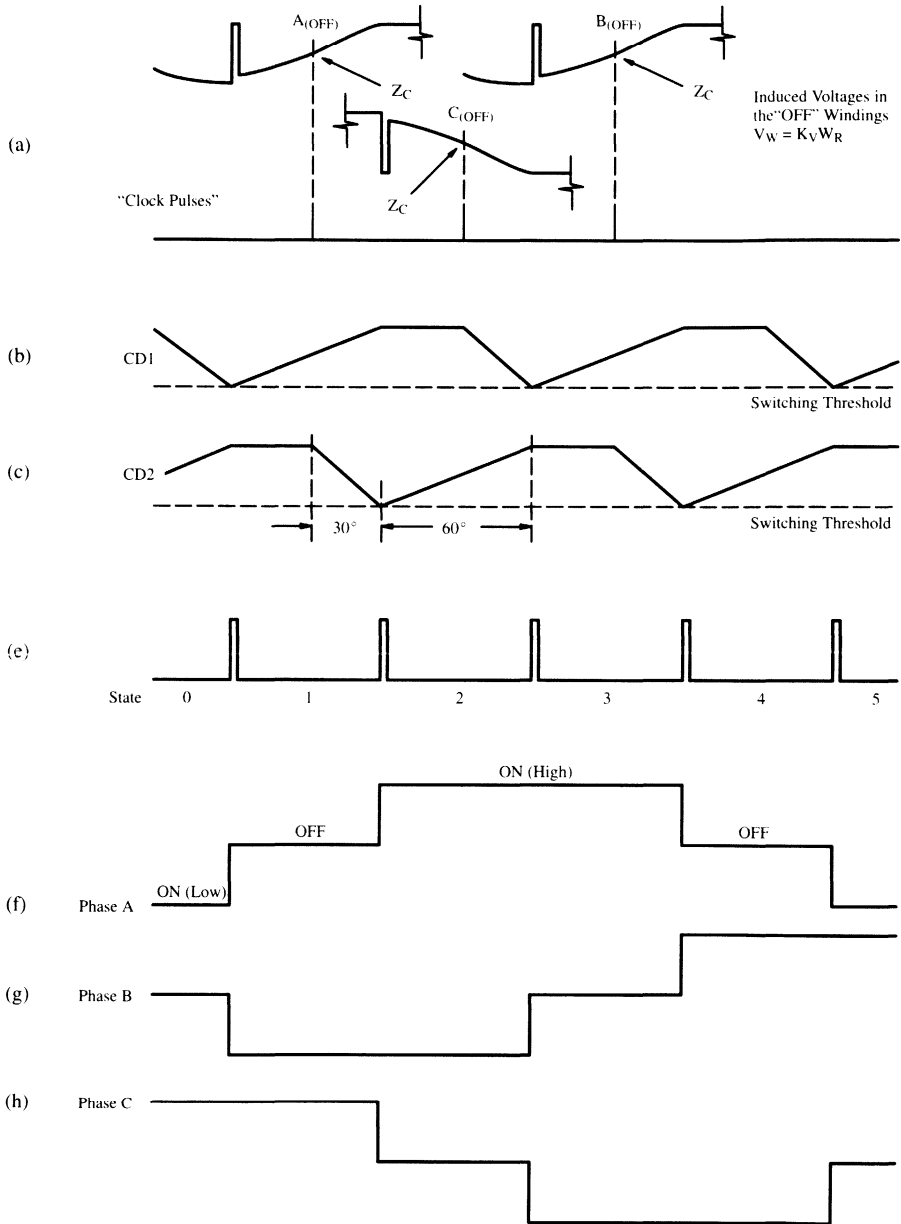 A(OFF)
B(OFF)
ZC
ZC
Induced Voltages in
the“OFF” Windings
VW = KVWR
C(OFF)
(a)
ZC
“Clock Pulses”
(b)
CD1
Switching Threshold
(c)
CD2
30°
60°
Switching Threshold
(e)
State
0
1
2
3
4
5
ON (High)
OFF
OFF
ON (Low)
(f)
Phase A
(g)
Phase B
(h)
Phase C